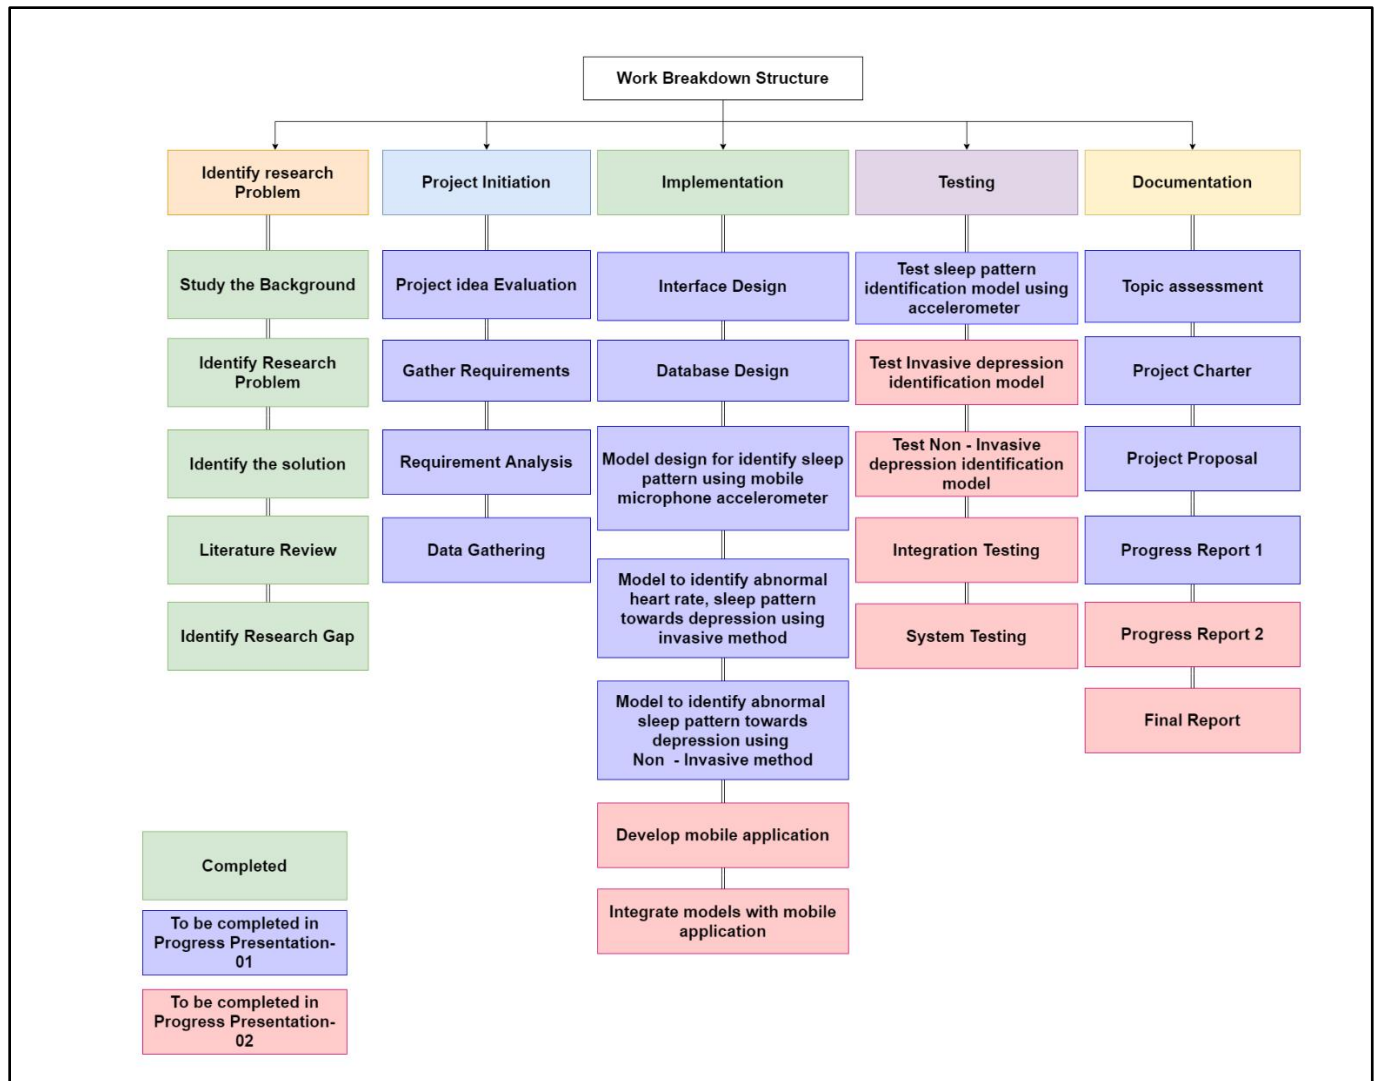 Work Breakdown Structure
Identify research
Problem
Project Initiation
Implementation
Testing
Documentation
Study the Background
Identify Research
Problem
Identify the solution
Literature Review
Identify Research Gap
Project idea Evaluation
Gather Requirements
Requirement Analysis
Data Gathering
Interface Design
Database Design
Model design for identify sleep
pattern using mobile
microphone accelerometer
Model to identify abnormal
heart rate, sleep pattern
towards depression using
invasive method
Model to identify abnormal
sleep pattern towards
depression using
Non - Invasive method
Develop mobile application
Integrate models with mobile
application
Test sleep pattern
identification model using
accelerometer
Test Invasive depression
identification model
Test Non - Invasive
depression identification
model
Integration Testing
System Testing
Topic assessment
Project Charter
Project Proposal
Progress Report 1
Progress Report 2
Final Report
Completed
To be completed in
Progress Presentation-
01
To be completed in
Progress Presentation-
02